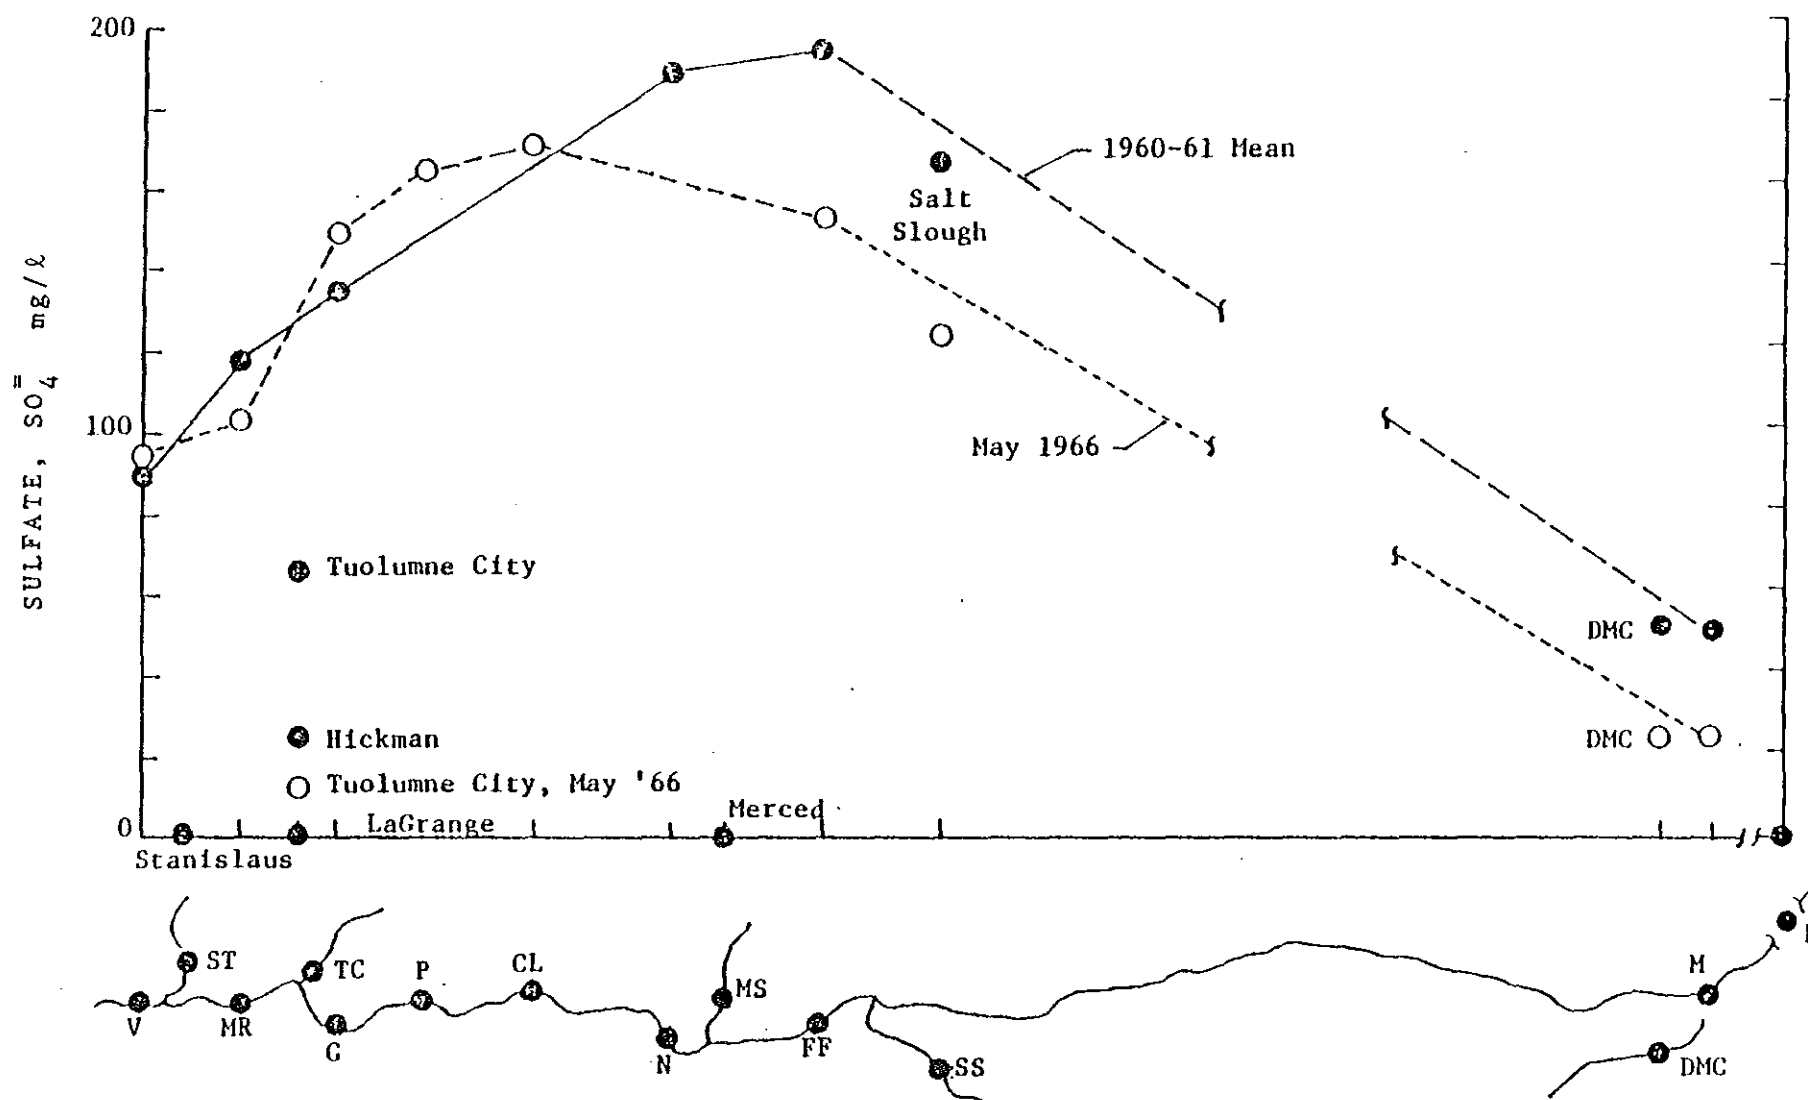 200
1960-61 Mean
Salt
Slough
SULFATE, SO₄⁼ mg/ℓ
100
May 1966
Tuolumne City
DMC
Hickman
DMC
Tuolumne City, May '66
Merced
0
LaGrange
Stanislaus
ST
TC
P
CL
MS
M
V
MR
G
N
FF
SS
DMC